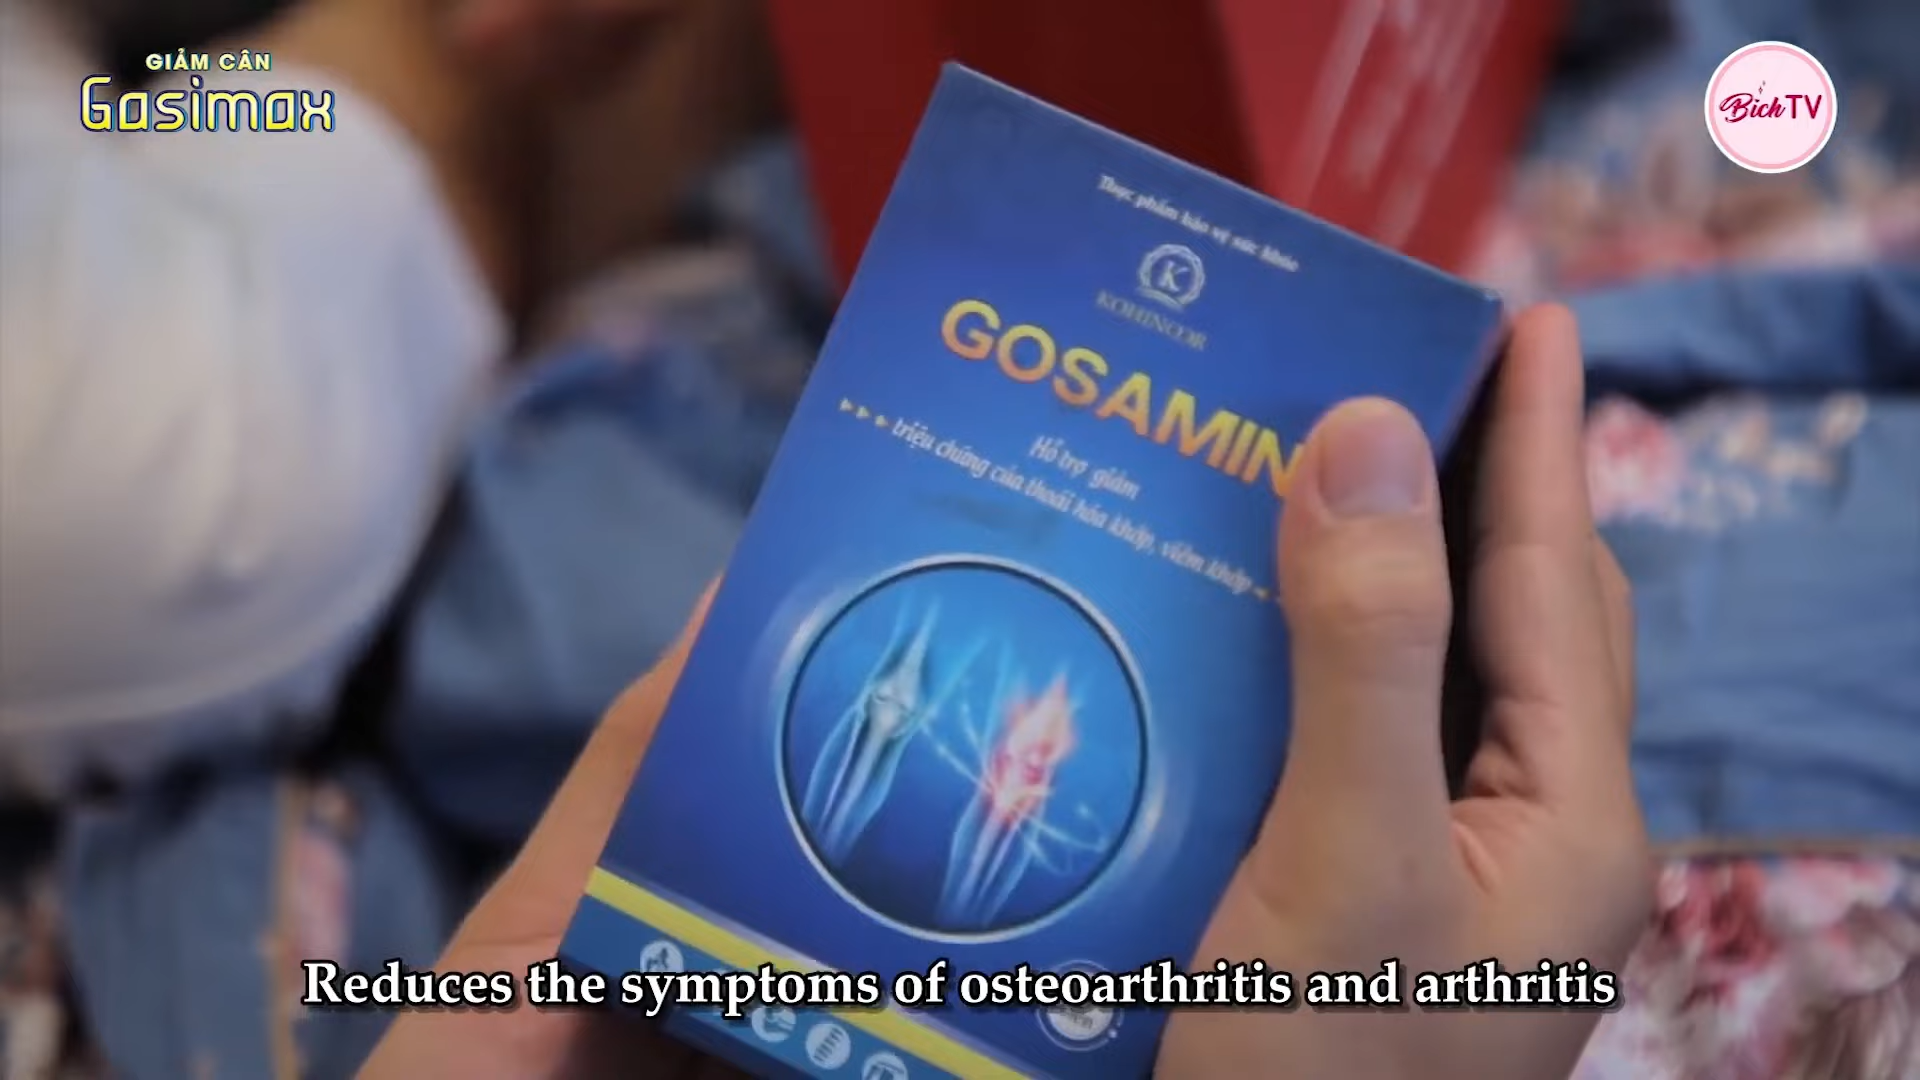 GIẢM CÂN
Gasimax
Bích TV
Thực phẩm bảo vệ sức khỏe
K
KOHINOOR
GOSAMIN
Hỗ trợ giảm
triệu chứng của thoái hóa khớp, viêm khớp
Reduces the symptoms of osteoarthritis and arthritis